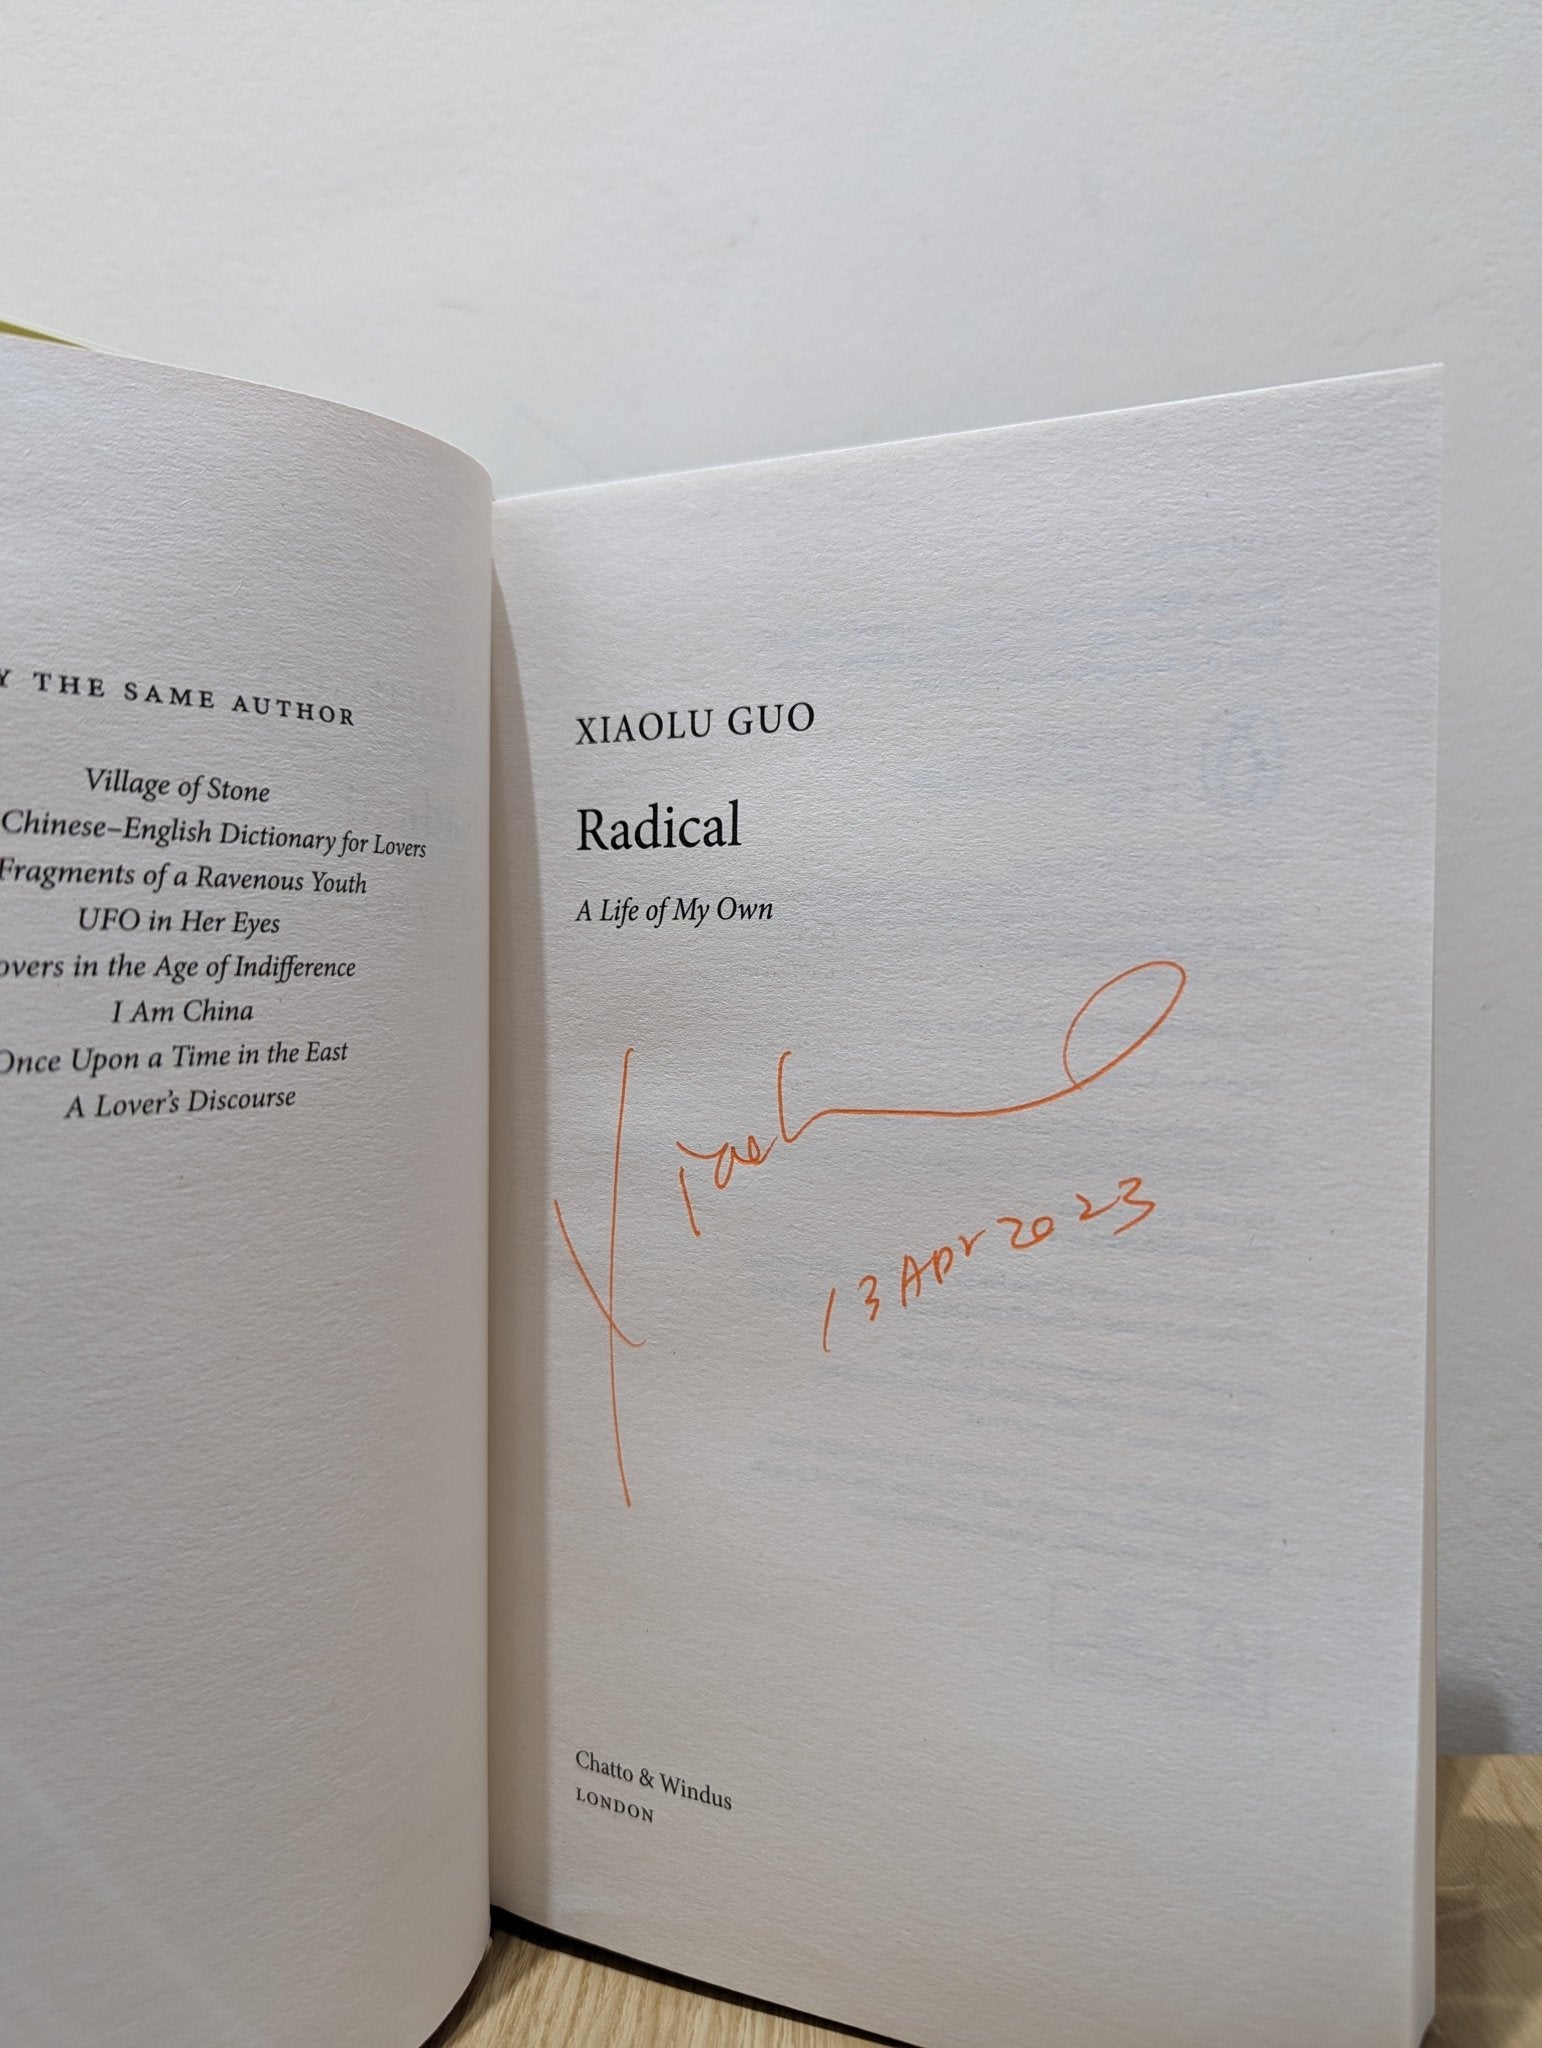 Y THE SAME AUTHOR
Village of Stone
Chinese–English Dictionary for Lovers
Fragments of a Ravenous Youth
UFO in Her Eyes
overs in the Age of Indifference
I Am China
Once Upon a Time in the East
A Lover's Discourse
XIAOLU GUO
Radical
A Life of My Own
Xiaolu
13 Apr 2023
Chatto & Windus
LONDON